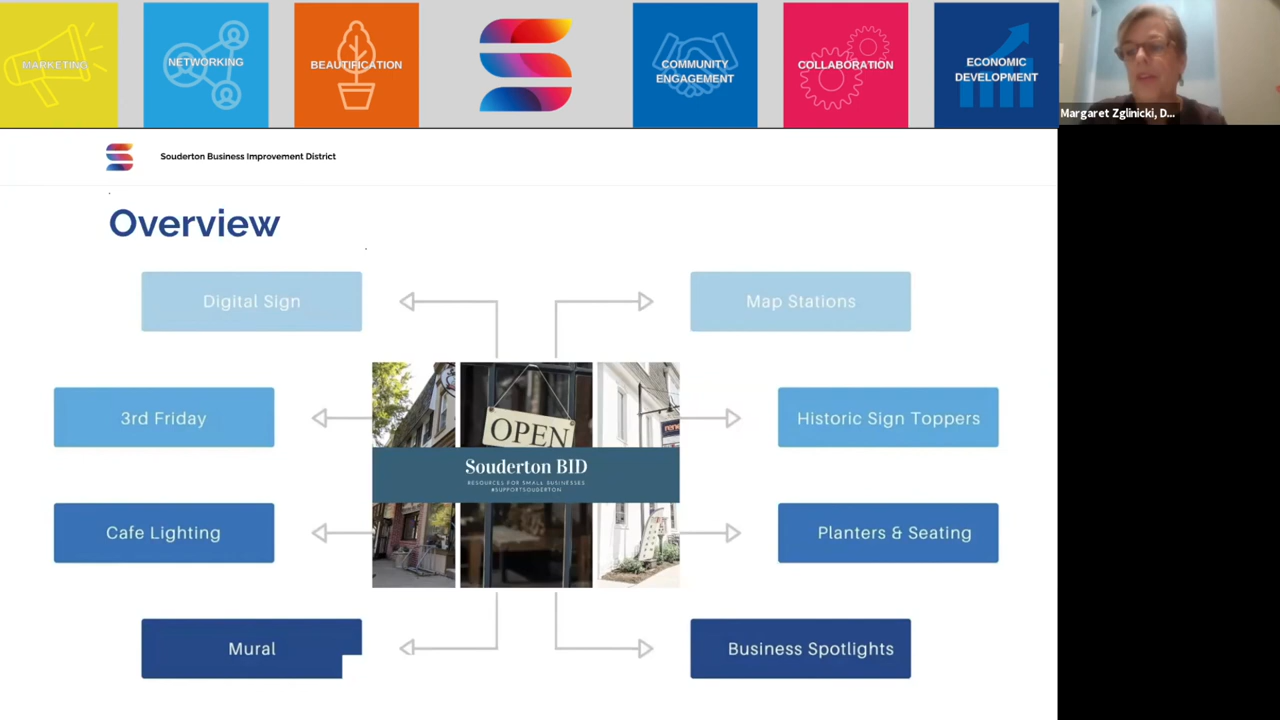 MARKETING
NETWORKING
BEAUTIFICATION
COMMUNITY
ENGAGEMENT
COLLABORATION
ECONOMIC
DEVELOPMENT
Margaret Zglinicki, D...
Souderton Business Improvement District
Overview
Digital Sign
Map Stations
3rd Friday
Historic Sign Toppers
OPEN
Souderton BID
RESOURCES FOR SMALL BUSINESSES
#SUPPORTSOUDERTON
Cafe Lighting
Planters & Seating
Mural
Business Spotlights